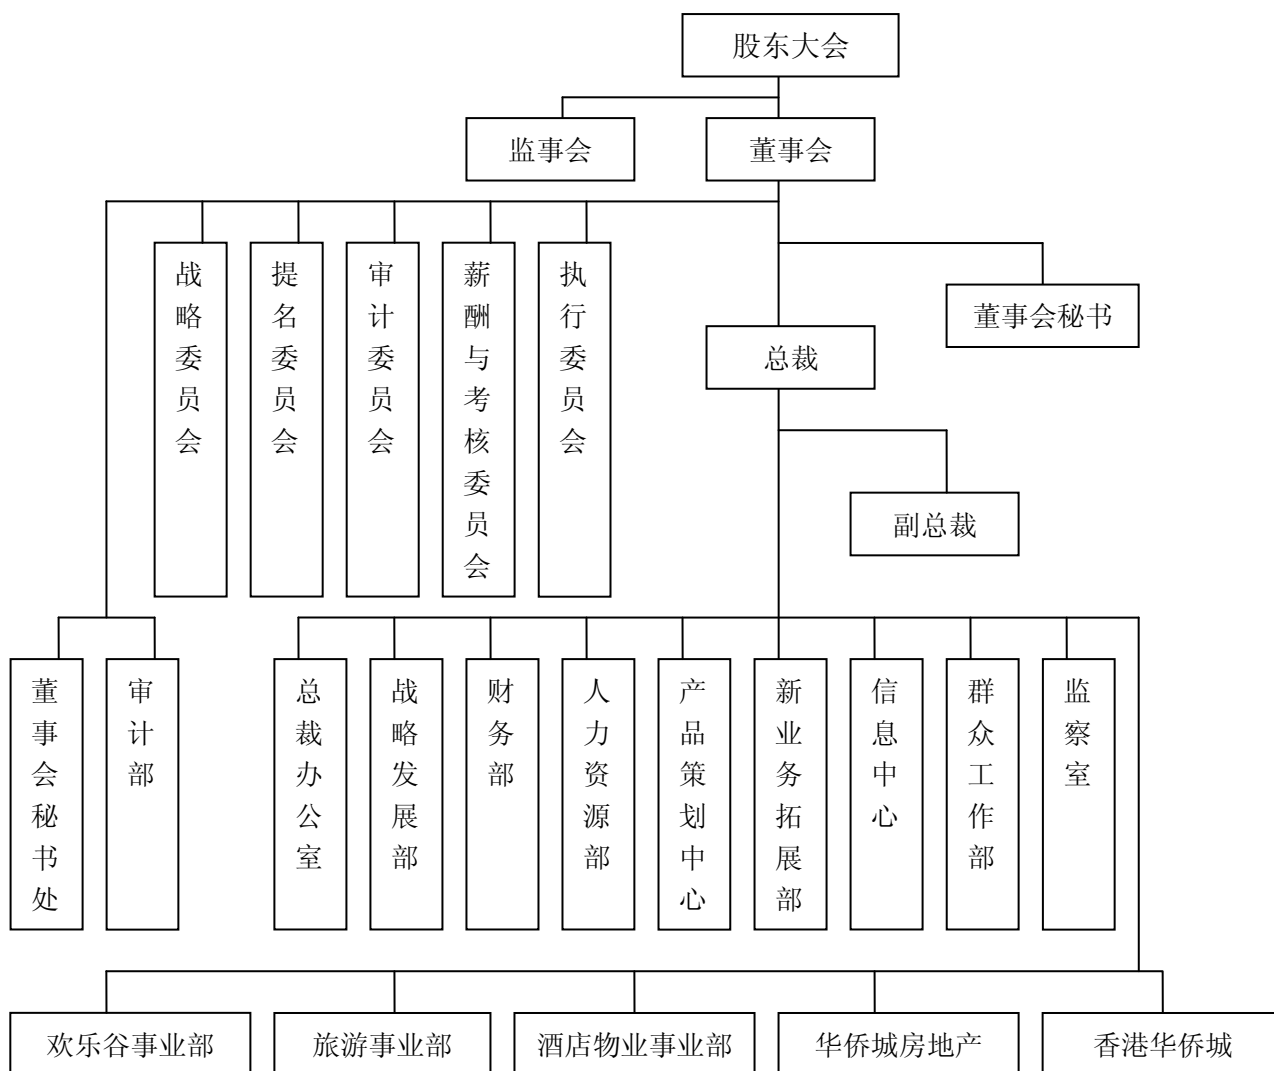 股东大会
监事会
董事会
战略委员会
提名委员会
审计委员会
薪酬与考核委员会
执行委员会
董事会秘书
总裁
副总裁
董事会秘书处
审计部
总裁办公室
战略发展部
财务部
人力资源部
产品策划中心
新业务拓展部
信息中心
群众工作部
监察室
欢乐谷事业部
旅游事业部
酒店物业事业部
华侨城房地产
香港华侨城